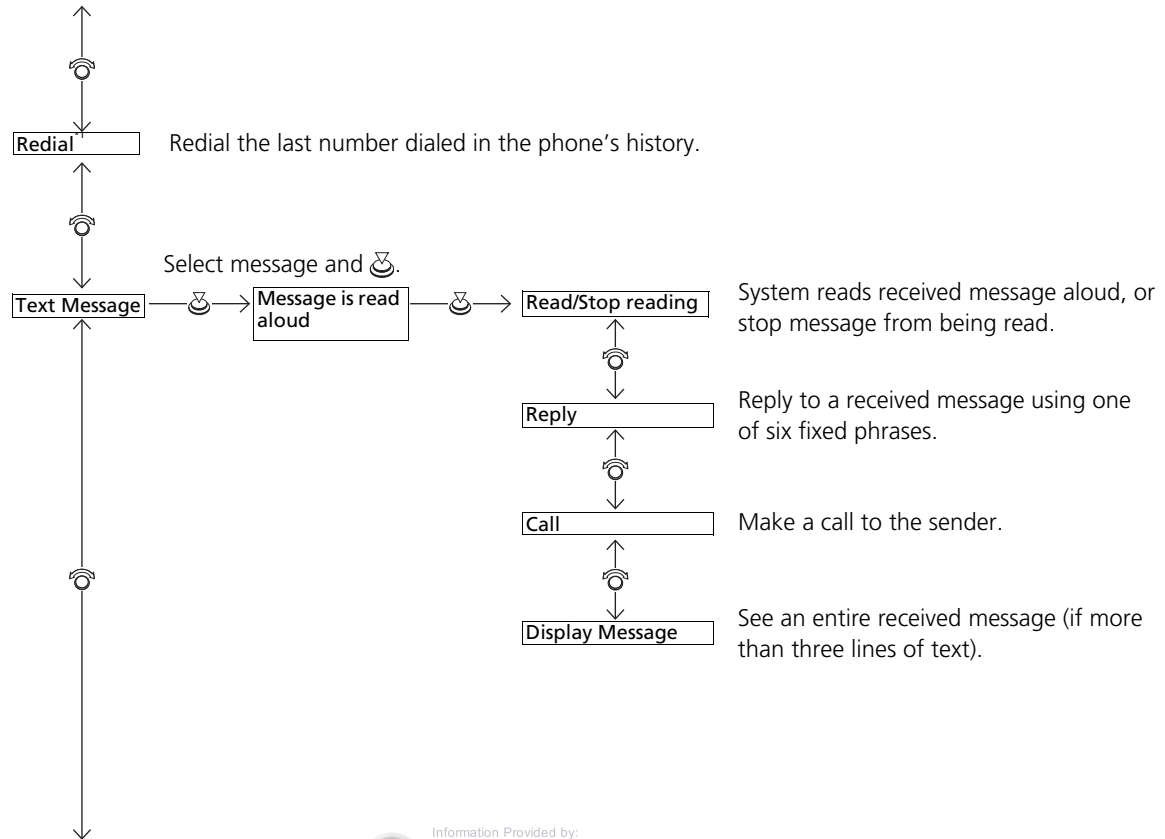 Redial*
Redial the last number dialed in the phone's history.
Select message and
Text Message
Message is read
aloud
Read/Stop reading
System reads received message aloud, or
stop message from being read.
Reply
Reply to a received message using one
of six fixed phrases.
Call
Make a call to the sender.
Display Message
See an entire received message (if more
than three lines of text).
Information Provided by: